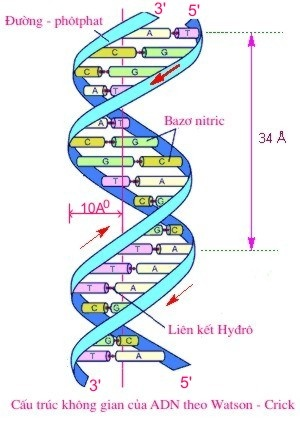 3' 5'
Đường - phôtphat
A T
C G
C G
A T
34 Å
A T
Bazơ nitric
C G
G C
T A
C G
10A⁰
G C
T A
T A
T A
Liên kết Hyđrô
C G
G C
T A
3' 5'
Cấu trúc không gian của ADN theo Watson - Crick